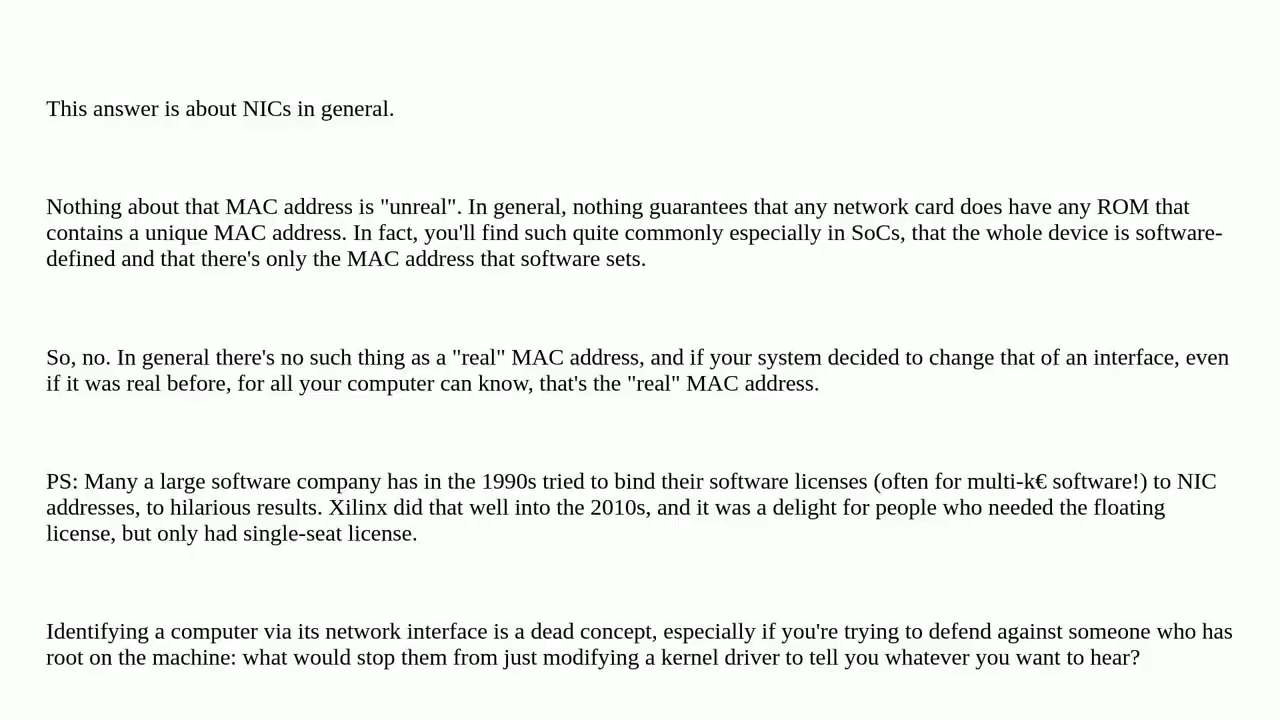 This answer is about NICs in general.
Nothing about that MAC address is "unreal". In general, nothing guarantees that any network card does have any ROM that
contains a unique MAC address. In fact, you'll find such quite commonly especially in SoCs, that the whole device is software-
defined and that there's only the MAC address that software sets.
So, no. In general there's no such thing as a "real" MAC address, and if your system decided to change that of an interface, even
if it was real before, for all your computer can know, that's the "real" MAC address.
PS: Many a large software company has in the 1990s tried to bind their software licenses (often for multi-k€ software!) to NIC
addresses, to hilarious results. Xilinx did that well into the 2010s, and it was a delight for people who needed the floating
license, but only had single-seat license.
Identifying a computer via its network interface is a dead concept, especially if you're trying to defend against someone who has
root on the machine: what would stop them from just modifying a kernel driver to tell you whatever you want to hear?